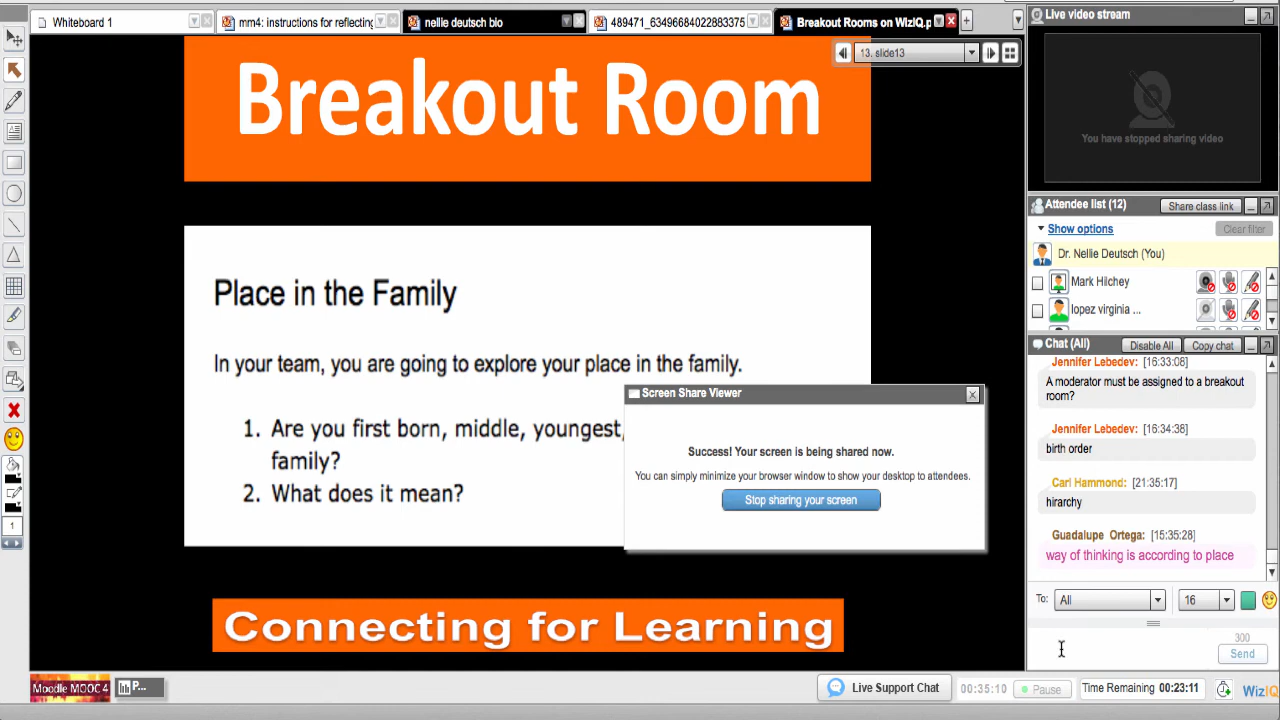 Whiteboard 1
mm4: instructions for reflecting
nellie deutsch bio
489471_63496684022883375
Breakout Rooms on WizIQ.p
13. slide13
Breakout Room
Place in the Family
In your team, you are going to explore your place in the family.
1. Are you first born, middle, youngest,
family?
2. What does it mean?
Connecting for Learning
Screen Share Viewer
Success! Your screen is being shared now.
You can simply minimize your browser window to show your desktop to attendees.
Stop sharing your screen
1
Live video stream
You have stopped sharing video
Attendee list (12)
Share class link
Show options
Clear filter
Dr. Nellie Deutsch (You)
Mark Hilchey
lopez virginia ...
Chat (All)
Disable All
Copy chat
Jennifer Lebedev: [16:33:08]
A moderator must be assigned to a breakout
room?
Jennifer Lebedev: [16:34:38]
birth order
Carl Hammond: [21:35:17]
hirarchy
Guadalupe Ortega: [15:35:28]
way of thinking is according to place
To: All
16
300
Send
Moodle MOOC 4
P...
Live Support Chat
00:35:10
Pause
Time Remaining 00:23:11
WizIQ